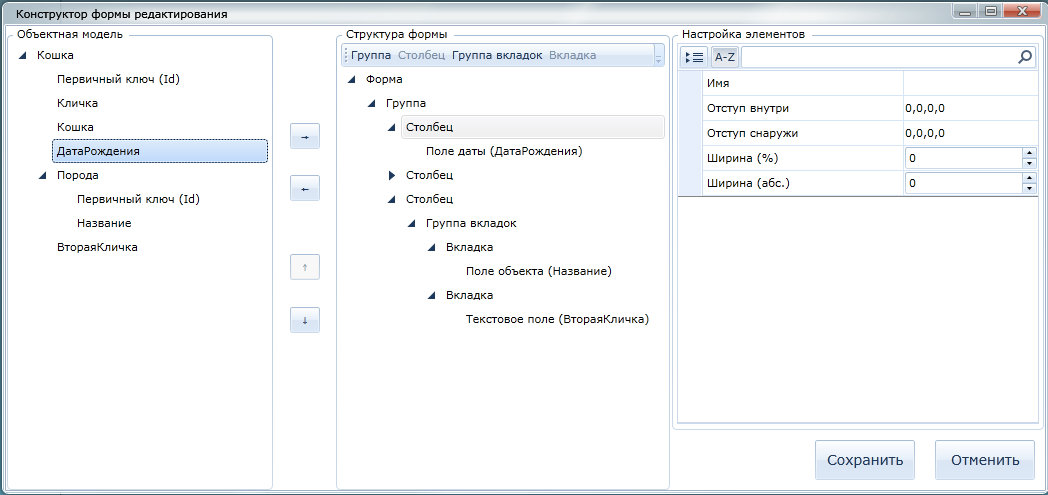 Конструктор формы редактирования
Объектная модель
Кошка
Первичный ключ (Id)
Кличка
Кошка
ДатаРождения
Порода
Первичный ключ (Id)
Название
ВтораяКличка
→
←
↑
↓
Структура формы
Группа Столбец Группа вкладок Вкладка
Форма
Группа
Столбец
Поле даты (ДатаРождения)
Столбец
Столбец
Группа вкладок
Вкладка
Поле объекта (Название)
Вкладка
Текстовое поле (ВтораяКличка)
Настройка элементов
A-Z
Имя
Отступ внутри 0,0,0,0
Отступ снаружи 0,0,0,0
Ширина (%) 0
Ширина (абс.) 0
Сохранить Отменить